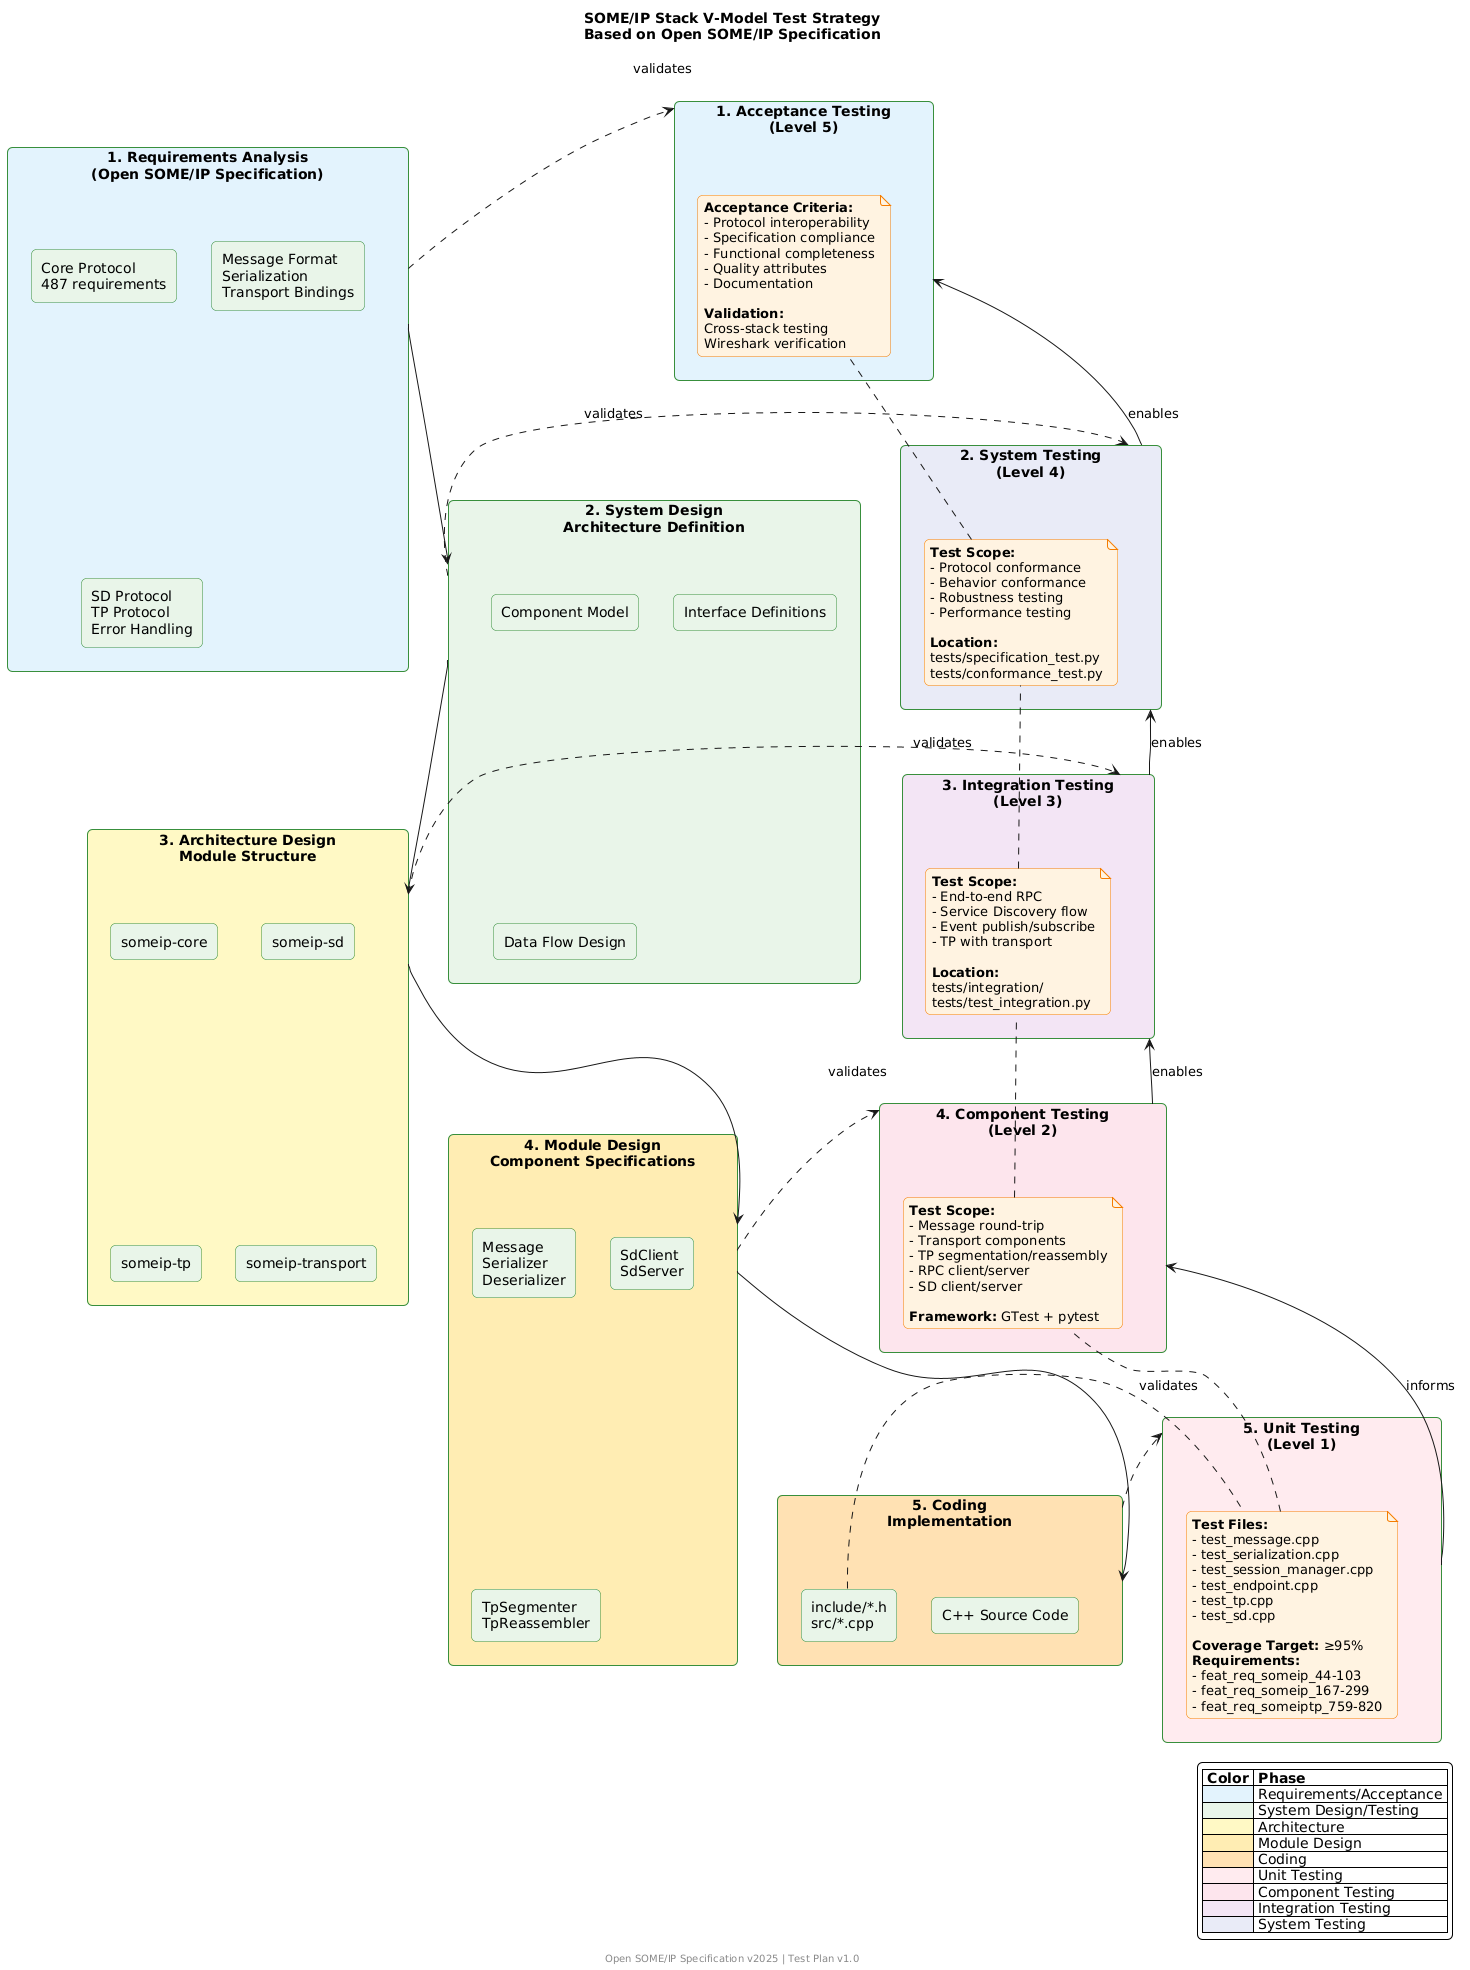 SOME/IP Stack V-Model Test Strategy
Based on Open SOME/IP Specification
validates
1. Acceptance Testing
(Level 5)
Acceptance Criteria:
- Protocol interoperability
- Specification compliance
- Functional completeness
- Quality attributes
- Documentation
Validation:
Cross-stack testing
Wireshark verification
1. Requirements Analysis
(Open SOME/IP Specification)
Core Protocol
487 requirements
Message Format
Serialization
Transport Bindings
SD Protocol
TP Protocol
Error Handling
validates
enables
2. System Testing
(Level 4)
Test Scope:
- Protocol conformance
- Behavior conformance
- Robustness testing
- Performance testing
Location:
tests/specification_test.py
tests/conformance_test.py
2. System Design
Architecture Definition
Component Model
Interface Definitions
Data Flow Design
validates
enables
3. Integration Testing
(Level 3)
Test Scope:
- End-to-end RPC
- Service Discovery flow
- Event publish/subscribe
- TP with transport
Location:
tests/integration/
tests/test_integration.py
3. Architecture Design
Module Structure
someip-core
someip-sd
someip-tp
someip-transport
validates
enables
4. Component Testing
(Level 2)
Test Scope:
- Message round-trip
- Transport components
- TP segmentation/reassembly
- RPC client/server
- SD client/server
Framework: GTest + pytest
4. Module Design
Component Specifications
Message
Serializer
Deserializer
SdClient
SdServer
TpSegmenter
TpReassembler
validates
informs
5. Unit Testing
(Level 1)
Test Files:
- test_message.cpp
- test_serialization.cpp
- test_session_manager.cpp
- test_endpoint.cpp
- test_tp.cpp
- test_sd.cpp
Coverage Target: ≥95%
Requirements:
- feat_req_someip_44-103
- feat_req_someip_167-299
- feat_req_someiptp_759-820
5. Coding
Implementation
include/*.h
src/*.cpp
C++ Source Code
Color Phase
Requirements/Acceptance
System Design/Testing
Architecture
Module Design
Coding
Unit Testing
Component Testing
Integration Testing
System Testing
Open SOME/IP Specification v2025 | Test Plan v1.0